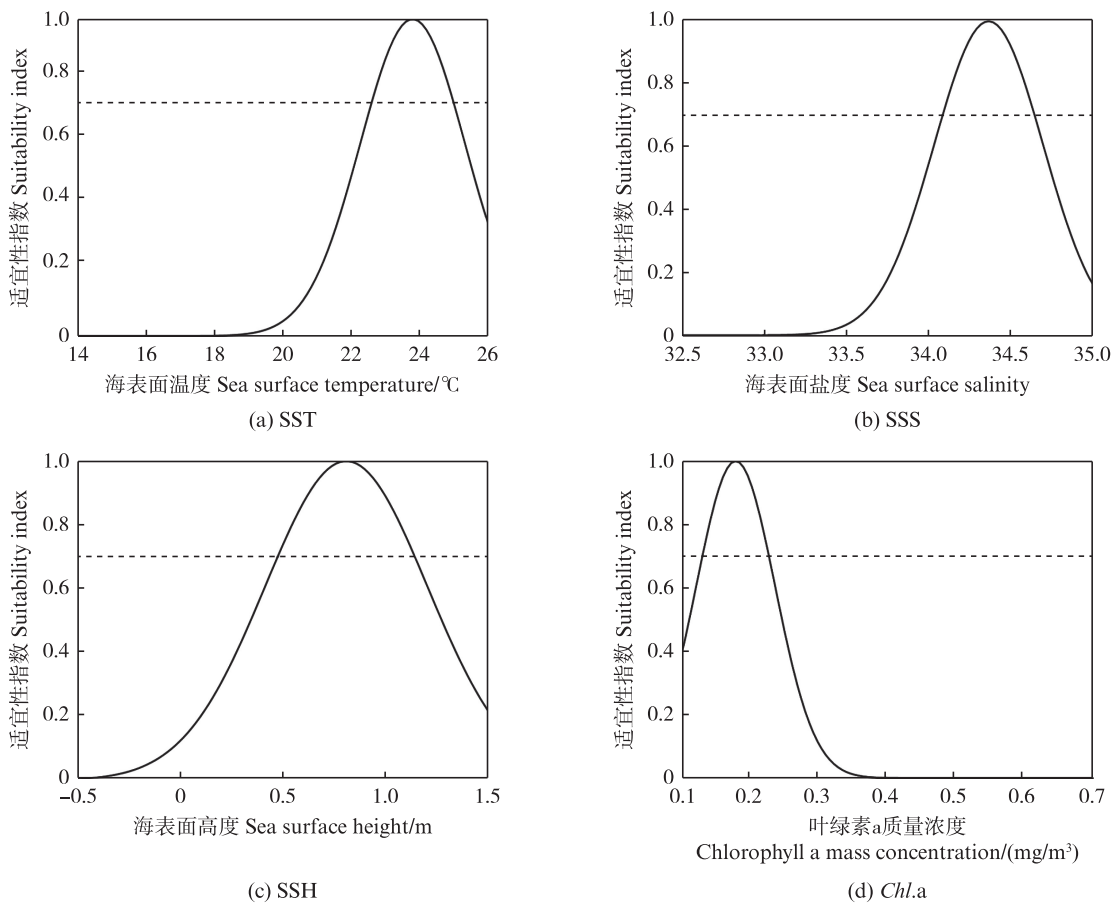 适宜性指数 Suitability index
1.0
0.8
0.6
0.4
0.2
0
14 16 18 20 22 24 26
海表面温度 Sea surface temperature/℃
(a) SST
适宜性指数 Suitability index
1.0
0.8
0.6
0.4
0.2
0
32.5 33.0 33.5 34.0 34.5 35.0
海表面盐度 Sea surface salinity
(b) SSS
适宜性指数 Suitability index
1.0
0.8
0.6
0.4
0.2
0
−0.5 0 0.5 1.0 1.5
海表面高度 Sea surface height/m
(c) SSH
适宜性指数 Suitability index
1.0
0.8
0.6
0.4
0.2
0
0.1 0.2 0.3 0.4 0.5 0.6 0.7
叶绿素a质量浓度
Chlorophyll a mass concentration/(mg/m³)
(d) Chl.a